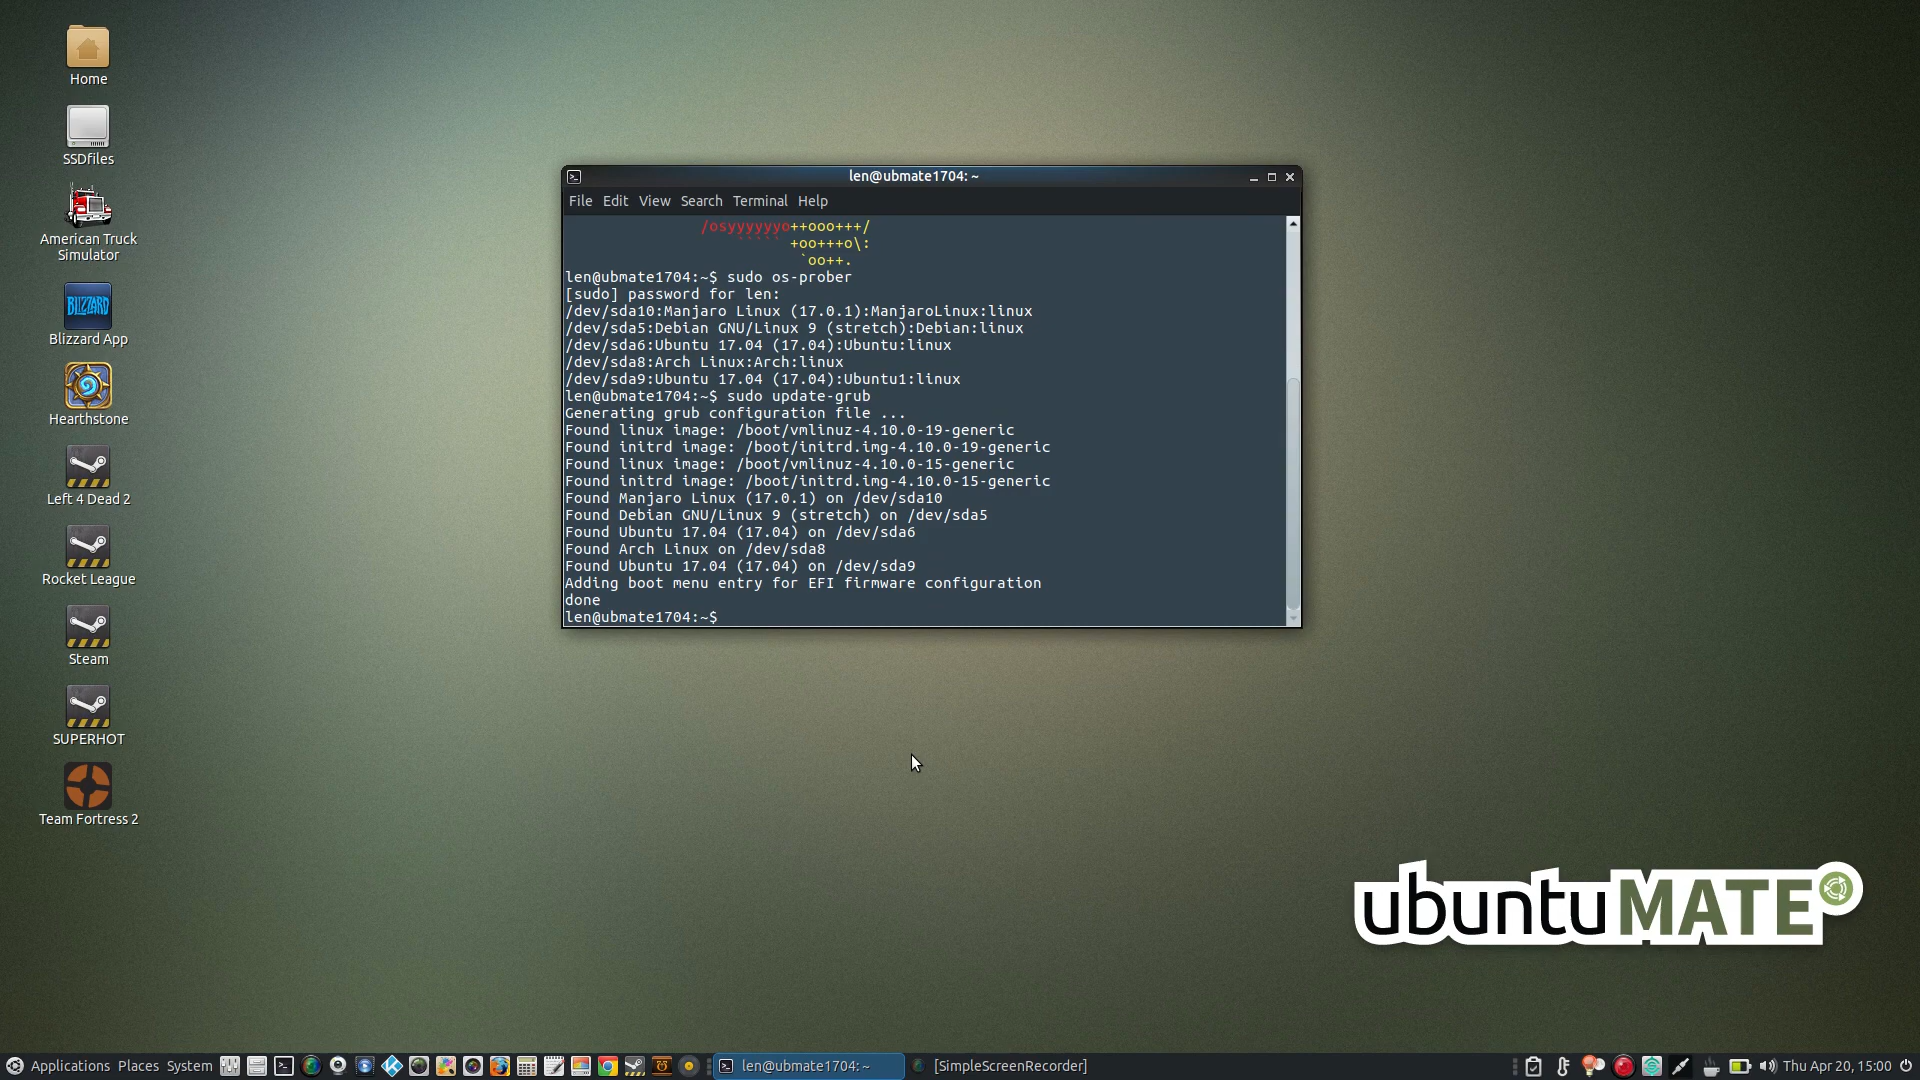 Home
SSDfiles
American Truck
Simulator
BLIZZARD
Blizzard App
Hearthstone
Left 4 Dead 2
Rocket League
Steam
SUPERHOT
Team Fortress 2
len@ubmate1704: ~
File Edit View Search Terminal Help
/osyyyyyyo++ooo+++/
````` +oo+++o\:
`oo++.
len@ubmate1704:~$ sudo os-prober
[sudo] password for len:
/dev/sda10:Manjaro Linux (17.0.1):ManjaroLinux:linux
/dev/sda5:Debian GNU/Linux 9 (stretch):Debian:linux
/dev/sda6:Ubuntu 17.04 (17.04):Ubuntu:linux
/dev/sda8:Arch Linux:Arch:linux
/dev/sda9:Ubuntu 17.04 (17.04):Ubuntu1:linux
len@ubmate1704:~$ sudo update-grub
Generating grub configuration file ...
Found linux image: /boot/vmlinuz-4.10.0-19-generic
Found initrd image: /boot/initrd.img-4.10.0-19-generic
Found linux image: /boot/vmlinuz-4.10.0-15-generic
Found initrd image: /boot/initrd.img-4.10.0-15-generic
Found Manjaro Linux (17.0.1) on /dev/sda10
Found Debian GNU/Linux 9 (stretch) on /dev/sda5
Found Ubuntu 17.04 (17.04) on /dev/sda6
Found Arch Linux on /dev/sda8
Found Ubuntu 17.04 (17.04) on /dev/sda9
Adding boot menu entry for EFI firmware configuration
done
len@ubmate1704:~$
ubuntu MATE
Applications Places System len@ubmate1704: ~ [SimpleScreenRecorder] Thu Apr 20, 15:00